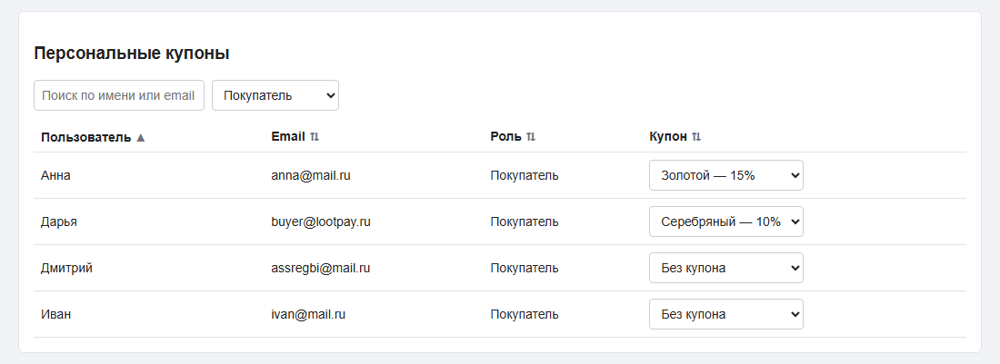 Персональные купоны
Поиск по имени или email Покупатель
Пользователь ▲ Email ⇅ Роль ⇅ Купон ⇅
Анна anna@mail.ru Покупатель Золотой — 15%
Дарья buyer@lootpay.ru Покупатель Серебряный — 10%
Дмитрий assregbi@mail.ru Покупатель Без купона
Иван ivan@mail.ru Покупатель Без купона